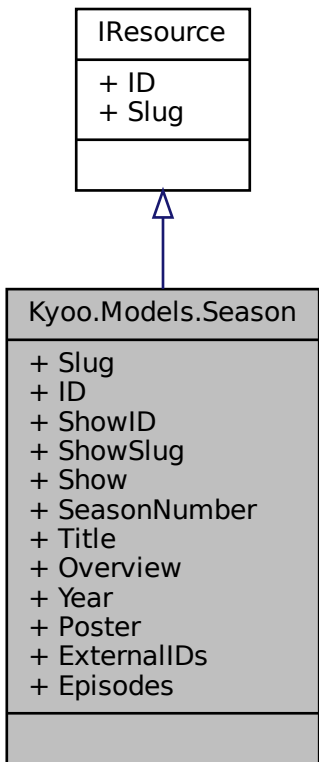 IResource
+ ID
+ Slug
Kyoo.Models.Season
+ Slug
+ ID
+ ShowID
+ ShowSlug
+ Show
+ SeasonNumber
+ Title
+ Overview
+ Year
+ Poster
+ ExternalIDs
+ Episodes